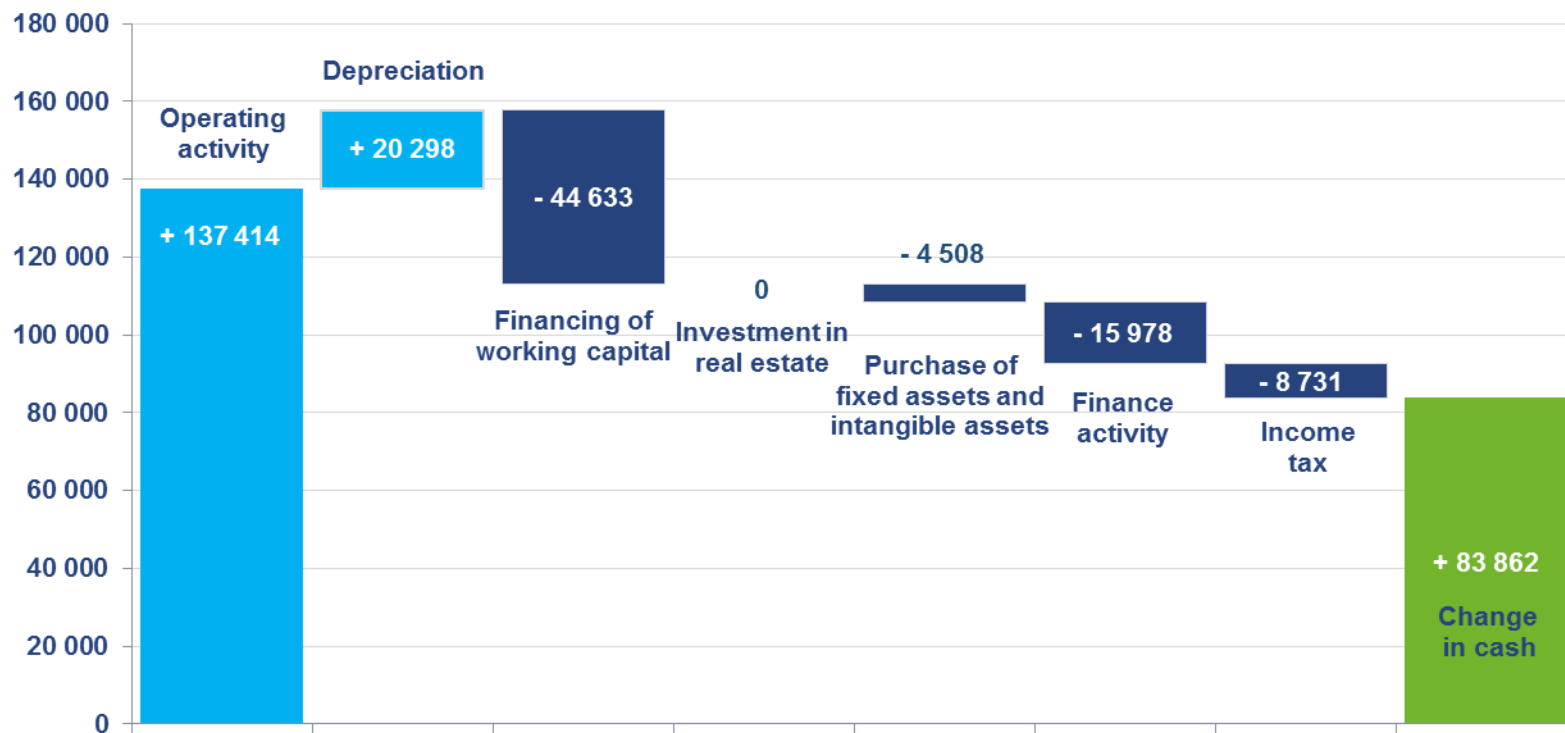 180 000
160 000
140 000
120 000
100 000
80 000
60 000
40 000
20 000
0
Operating
activity
+ 137 414
Depreciation
+ 20 298
- 44 633
Financing of
working capital
0
Investment in
real estate
- 4 508
Purchase of
fixed assets and
intangible assets
- 15 978
Finance
activity
- 8 731
Income
tax
+ 83 862
Change
in cash